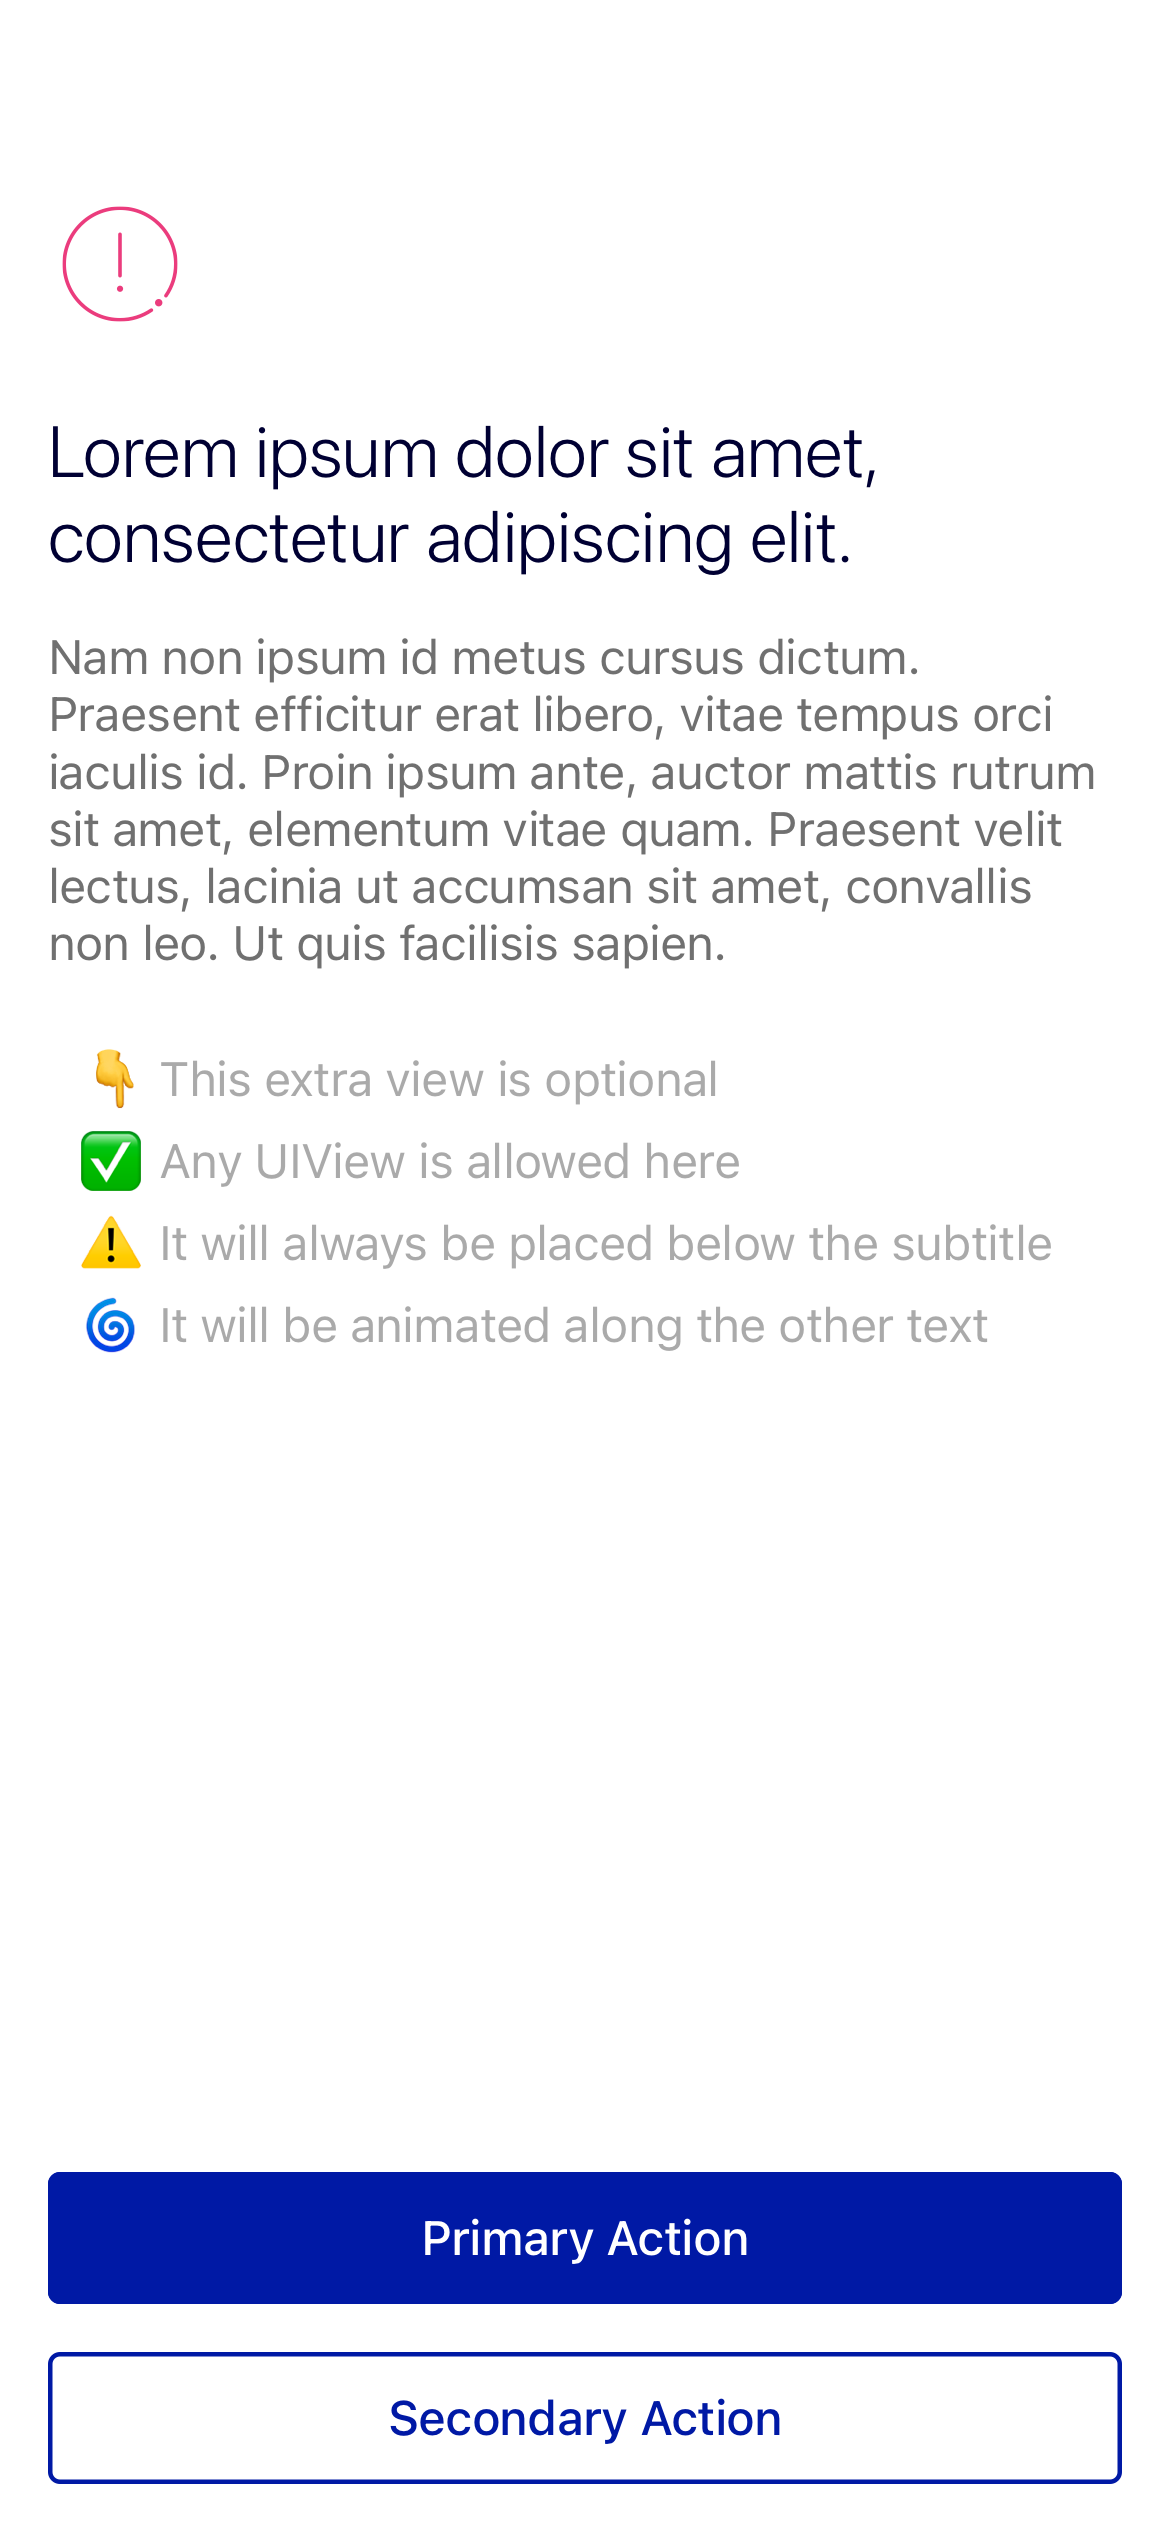 Lorem ipsum dolor sit amet,
consectetur adipiscing elit.
Nam non ipsum id metus cursus dictum.
Praesent efficitur erat libero, vitae tempus orci
iaculis id. Proin ipsum ante, auctor mattis rutrum
sit amet, elementum vitae quam. Praesent velit
lectus, lacinia ut accumsan sit amet, convallis
non leo. Ut quis facilisis sapien.
👇 This extra view is optional
✅ Any UIView is allowed here
⚠️ It will always be placed below the subtitle
🌀 It will be animated along the other text
Primary Action
Secondary Action